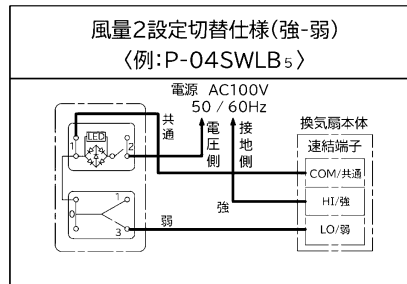 風量2設定切替仕様(強-弱)
〈例:P-04SWLB₅〉
電源 AC100V
50 / 60Hz
共通
電圧側
接地側
換気扇本体
速結端子
LED
1
2
COM/共通
HI/強
LO/弱
強
弱
0
1
3